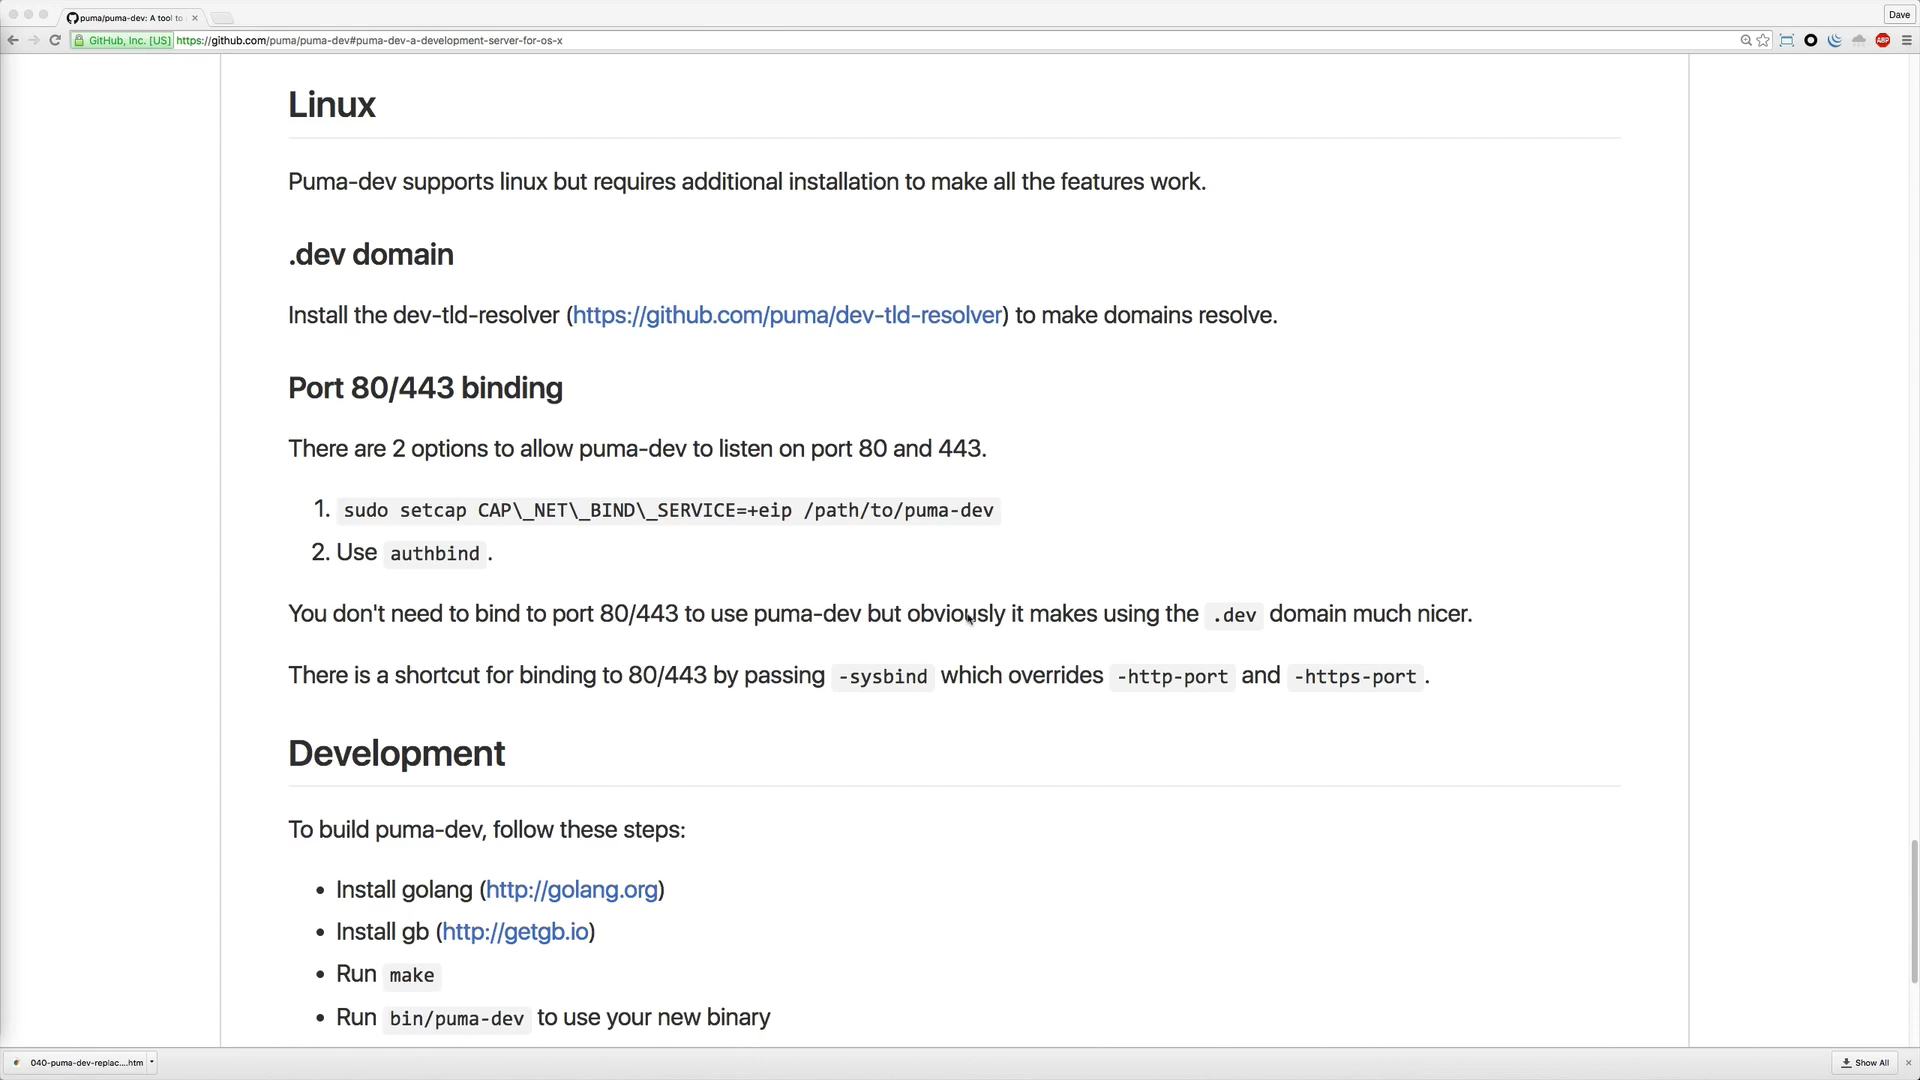 puma/puma-dev: A tool to
Dave
GitHub, Inc. [US] https://github.com/puma/puma-dev#puma-dev-a-development-server-for-os-x
ABP
Linux
Puma-dev supports linux but requires additional installation to make all the features work.
.dev domain
Install the dev-tld-resolver (https://github.com/puma/dev-tld-resolver) to make domains resolve.
Port 80/443 binding
There are 2 options to allow puma-dev to listen on port 80 and 443.
1. sudo setcap CAP\_NET\_BIND\_SERVICE=+eip /path/to/puma-dev
2. Use authbind.
You don't need to bind to port 80/443 to use puma-dev but obviously it makes using the .dev domain much nicer.
There is a shortcut for binding to 80/443 by passing -sysbind which overrides -http-port and -https-port.
Development
To build puma-dev, follow these steps:
• Install golang (http://golang.org)
• Install gb (http://getgb.io)
• Run make
• Run bin/puma-dev to use your new binary
040-puma-dev-replac....htm
Show All